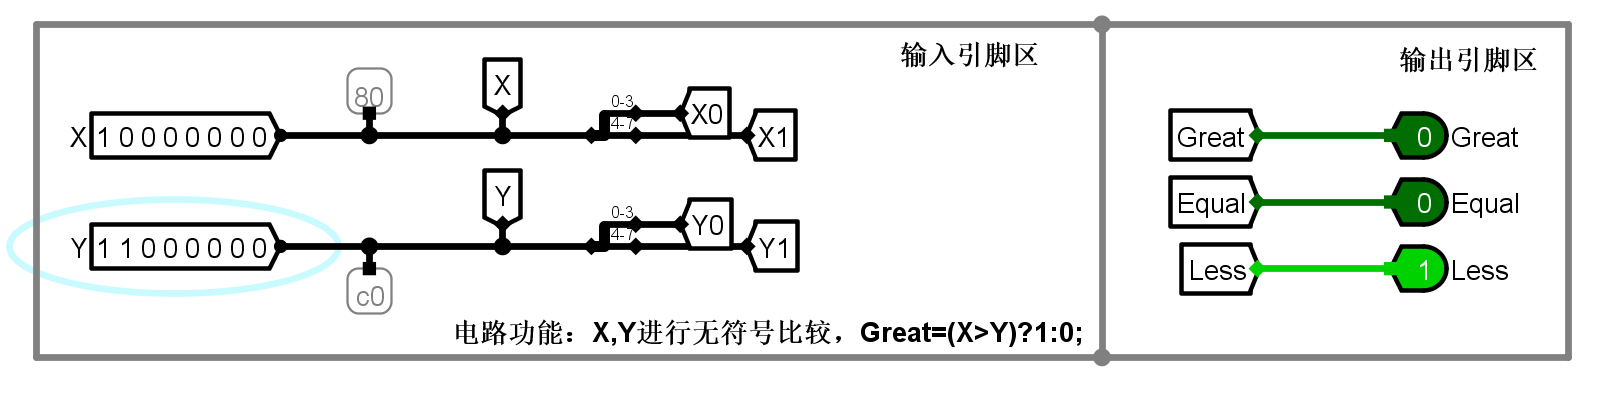 输入引脚区
输出引脚区
X 1 0 0 0 0 0 0 0
80
X
0-3
4-7
X0
X1
Y 1 1 0 0 0 0 0 0
c0
Y
0-3
4-7
Y0
Y1
Great 0 Great
Equal 0 Equal
Less 1 Less
电路功能：X,Y进行无符号比较，Great=(X>Y)?1:0;